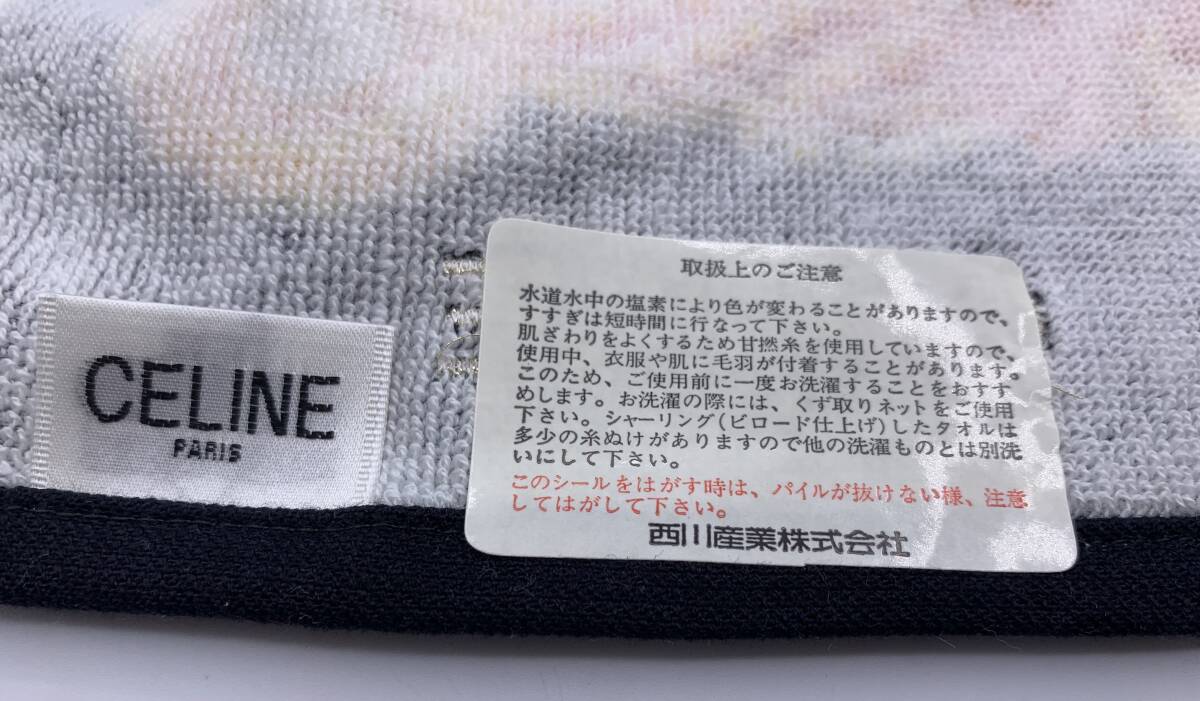 CELINE
PARIS
取扱上のご注意
水道水中の塩素により色が変わることがありますので、
すすぎは短時間に行なって下さい。
肌ざわりをよくするため甘撚糸を使用していますので、
使用中、衣服や肌に毛羽が付着することがあります。
このため、ご使用前に一度お洗濯することをおすす
めします。お洗濯の際には、くず取りネットをご使用
下さい。シャーリング(ビロード仕上げ)したタオルは
多少の糸ぬけがありますので他の洗濯ものとは別洗
いにして下さい。
このシールをはがす時は、パイルが抜けない様、注意
してはがして下さい。
西川産業株式会社